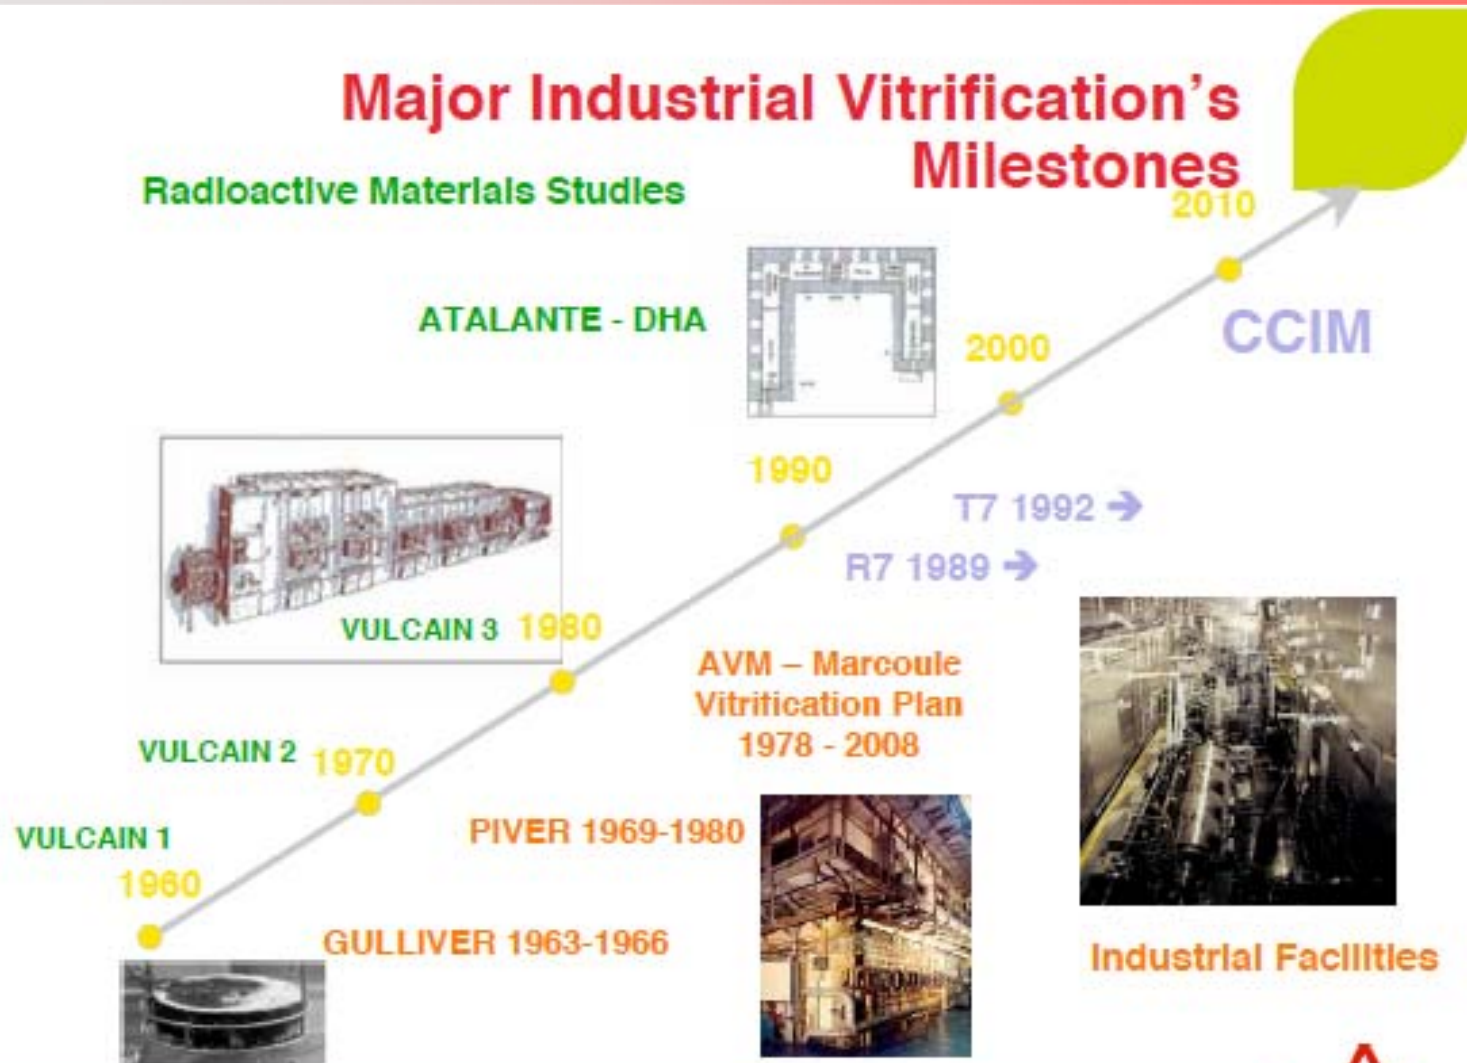 Major Industrial Vitrification's
Milestones
Radioactive Materials Studies
2010
ATALANTE - DHA
CCIM
2000
1990
T7 1992 ➔
R7 1989 ➔
VULCAIN 3
1980
AVM – Marcoule
Vitrification Plan
1978 - 2008
VULCAIN 2
1970
PIVER 1969-1980
VULCAIN 1
1960
GULLIVER 1963-1966
Industrial Facilities